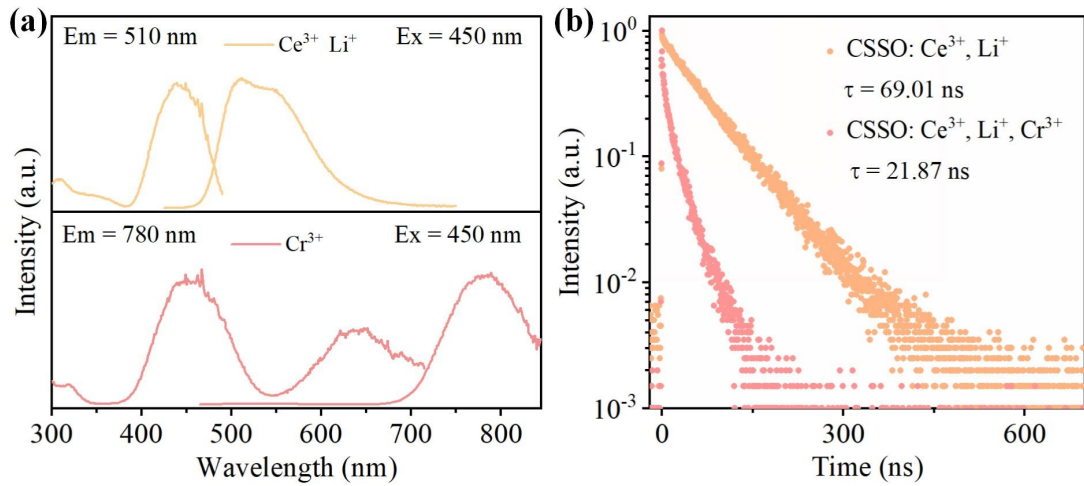 (a)
Em = 510 nm
Ce³⁺ Li⁺
Ex = 450 nm
Em = 780 nm
Cr³⁺
Ex = 450 nm
Intensity (a.u.)
300 400 500 600 700 800
Wavelength (nm)
(b)
10⁰
10⁻¹
10⁻²
10⁻³
Intensity (a.u.)
CSSO: Ce³⁺, Li⁺
τ = 69.01 ns
CSSO: Ce³⁺, Li⁺, Cr³⁺
τ = 21.87 ns
0 300 600
Time (ns)